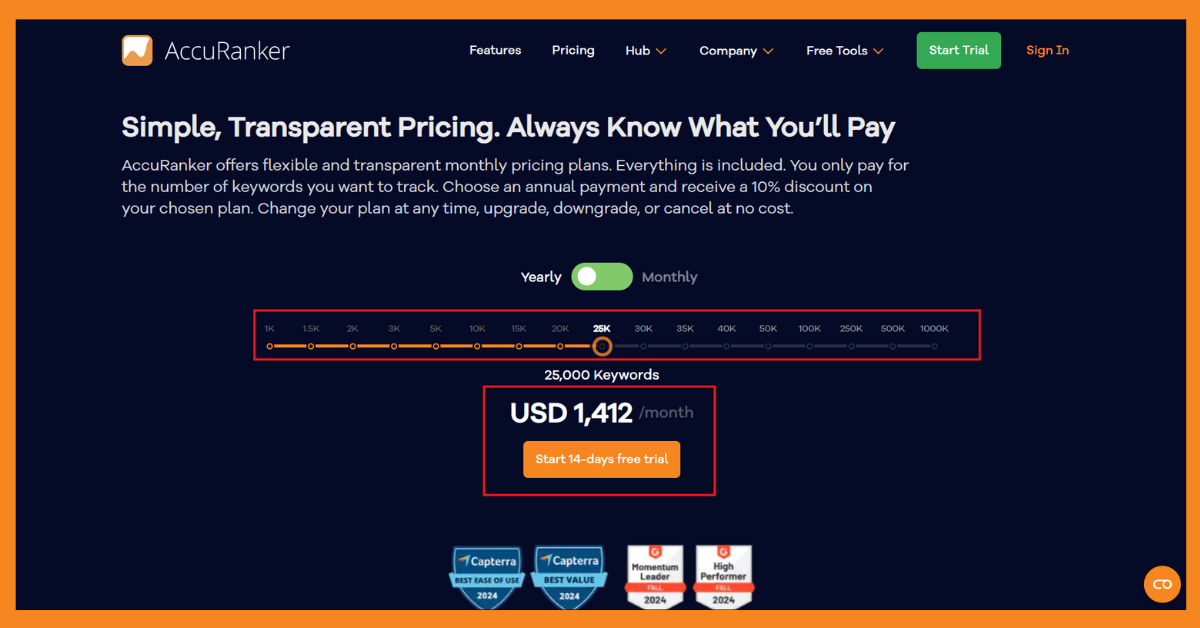 AccuRanker
Features Pricing Hub Company Free Tools Start Trial Sign In
Simple, Transparent Pricing. Always Know What You'll Pay
AccuRanker offers flexible and transparent monthly pricing plans. Everything is included. You only pay for
the number of keywords you want to track. Choose an annual payment and receive a 10% discount on
your chosen plan. Change your plan at any time, upgrade, downgrade, or cancel at no cost.
Yearly Monthly
1K 1.5K 2K 3K 5K 10K 15K 20K 25K 30K 35K 40K 50K 100K 250K 500K 1000K
25,000 Keywords
USD 1,412 /month
Start 14-days free trial
Capterra
BEST EASE OF USE
2024
Capterra
BEST VALUE
2024
Momentum
Leader
FALL
2024
High
Performer
FALL
2024